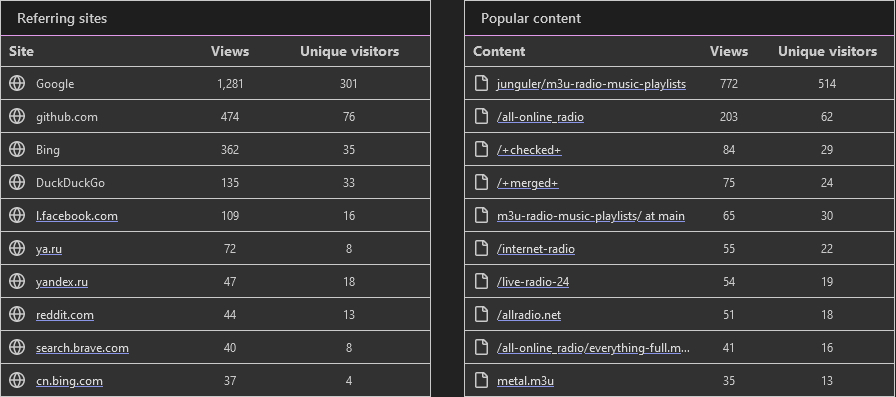 Referring sites
Site Views Unique visitors
Google 1,281 301
github.com 474 76
Bing 362 35
DuckDuckGo 135 33
l.facebook.com 109 16
ya.ru 72 8
yandex.ru 47 18
reddit.com 44 13
search.brave.com 40 8
cn.bing.com 37 4
Popular content
Content Views Unique visitors
junguler/m3u-radio-music-playlists 772 514
/all-online_radio 203 62
/+checked+ 84 29
/+merged+ 75 24
m3u-radio-music-playlists/ at main 65 30
/internet-radio 55 22
/live-radio-24 54 19
/allradio.net 51 18
/all-online_radio/everything-full.m... 41 16
metal.m3u 35 13